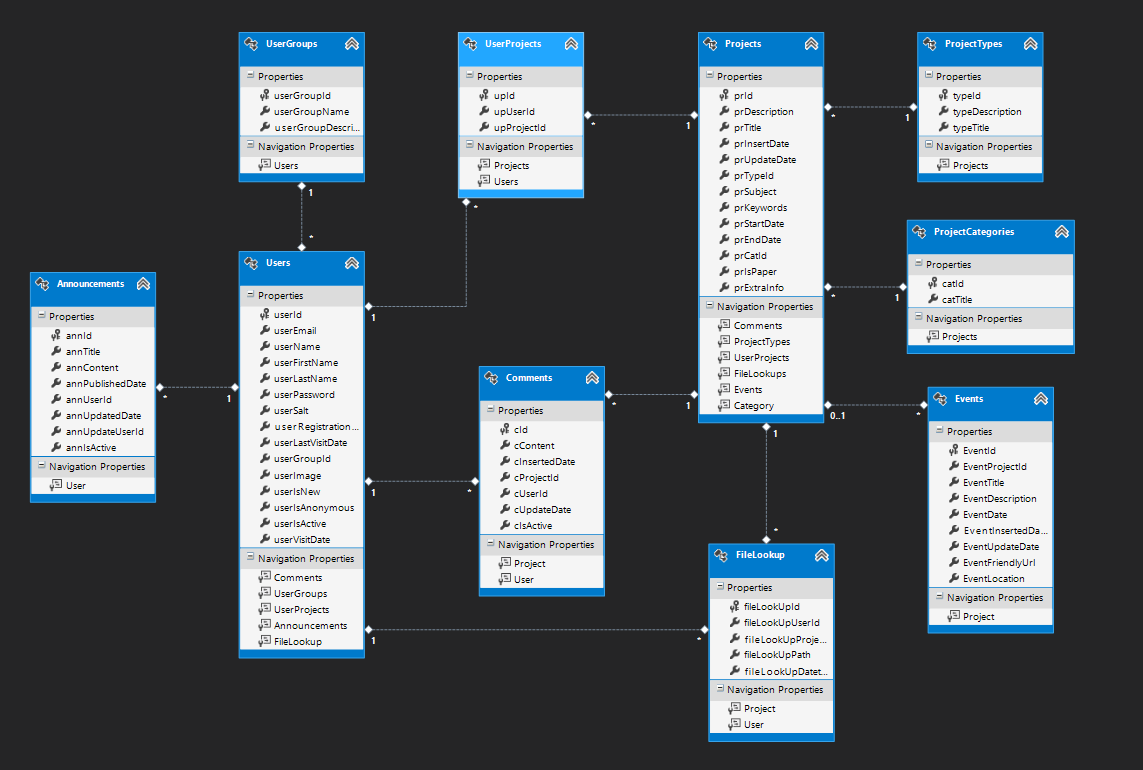 UserGroups
Properties
userGroupId
userGroupName
userGroupDescri...
Navigation Properties
Users
1
*
UserProjects
Properties
upId
upUserId
upProjectId
Navigation Properties
Projects
Users
*
1
*
1
Projects
Properties
prId
prDescription
prTitle
prInsertDate
prUpdateDate
prTypeId
prSubject
prKeywords
prStartDate
prEndDate
prCatId
prIsPaper
prExtraInfo
Navigation Properties
Comments
ProjectTypes
UserProjects
FileLookups
Events
Category
*
1
*
1
0..1
*
1
*
ProjectTypes
Properties
typeId
typeDescription
typeTitle
Navigation Properties
Projects
ProjectCategories
Properties
catId
catTitle
Navigation Properties
Projects
Announcements
Properties
annId
annTitle
annContent
annPublishedDate
annUserId
annUpdatedDate
annUpdateUserId
annIsActive
Navigation Properties
User
*
1
Users
Properties
userId
userEmail
userName
userFirstName
userLastName
userPassword
userSalt
userRegistration...
userLastVisitDate
userGroupId
userImage
userIsNew
userIsAnonymous
userIsActive
userVisitDate
Navigation Properties
Comments
UserGroups
UserProjects
Announcements
FileLookup
1
*
1
*
Comments
Properties
cId
cContent
cInsertedDate
cProjectId
cUserId
cUpdateDate
cIsActive
Navigation Properties
Project
User
*
1
Events
Properties
EventId
EventProjectId
EventTitle
EventDescription
EventDate
EventInsertedDa...
EventUpdateDate
EventFriendlyUrl
EventLocation
Navigation Properties
Project
FileLookup
Properties
fileLookUpId
fileLookUpUserId
fileLookUpProje...
fileLookUpPath
fileLookUpDatet...
Navigation Properties
Project
User